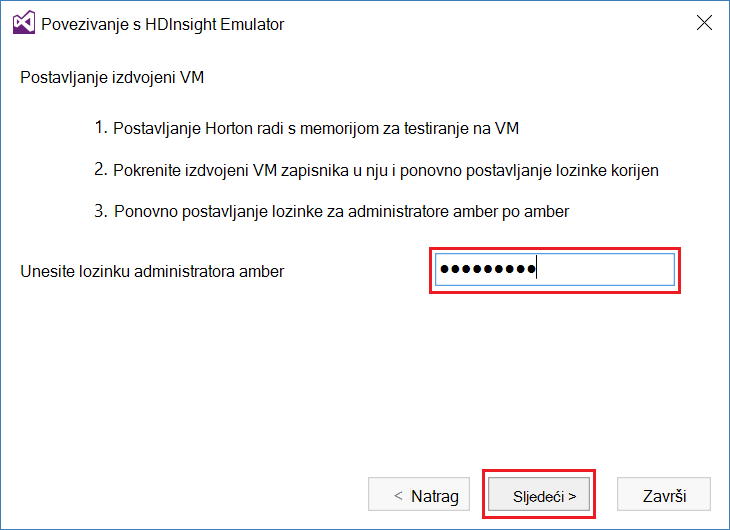 Povezivanje s HDInsight Emulator
Postavljanje izdvojeni VM
1. Postavljanje Horton radi s memorijom za testiranje na VM
2. Pokrenite izdvojeni VM zapisnika u nju i ponovno postavljanje lozinke korijen
3. Ponovno postavljanje lozinke za administratore amber po amber
Unesite lozinku administratora amber ●●●●●●●●●
< Natrag Sljedeći > Završi